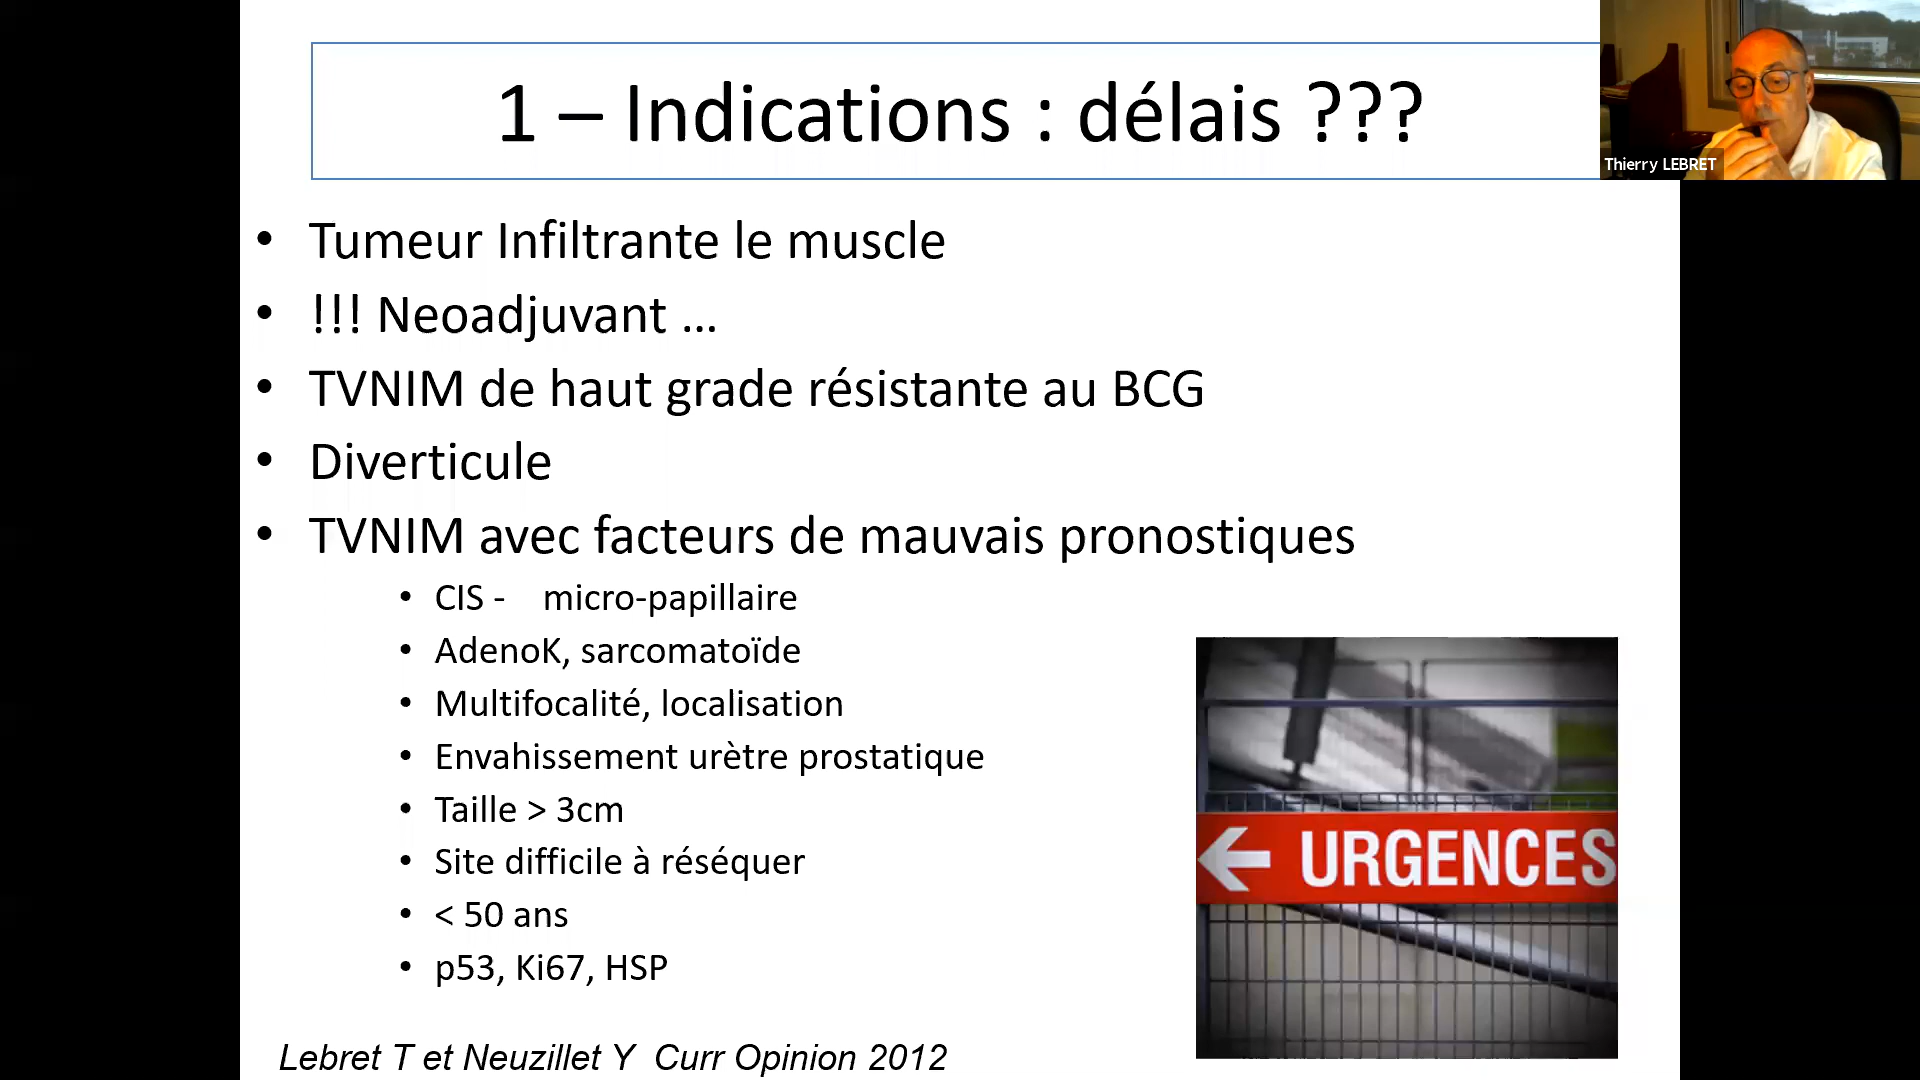 1 – Indications : délais ???
Thierry LEBRET
• Tumeur Infiltrante le muscle
• !!! Neoadjuvant ...
• TVNIM de haut grade résistante au BCG
• Diverticule
• TVNIM avec facteurs de mauvais pronostiques
• CIS - micro-papillaire
• AdenoK, sarcomatoïde
• Multifocalité, localisation
• Envahissement urètre prostatique
• Taille > 3cm
• Site difficile à réséquer
• < 50 ans
• p53, Ki67, HSP
URGENCES
Lebret T et Neuzillet Y Curr Opinion 2012